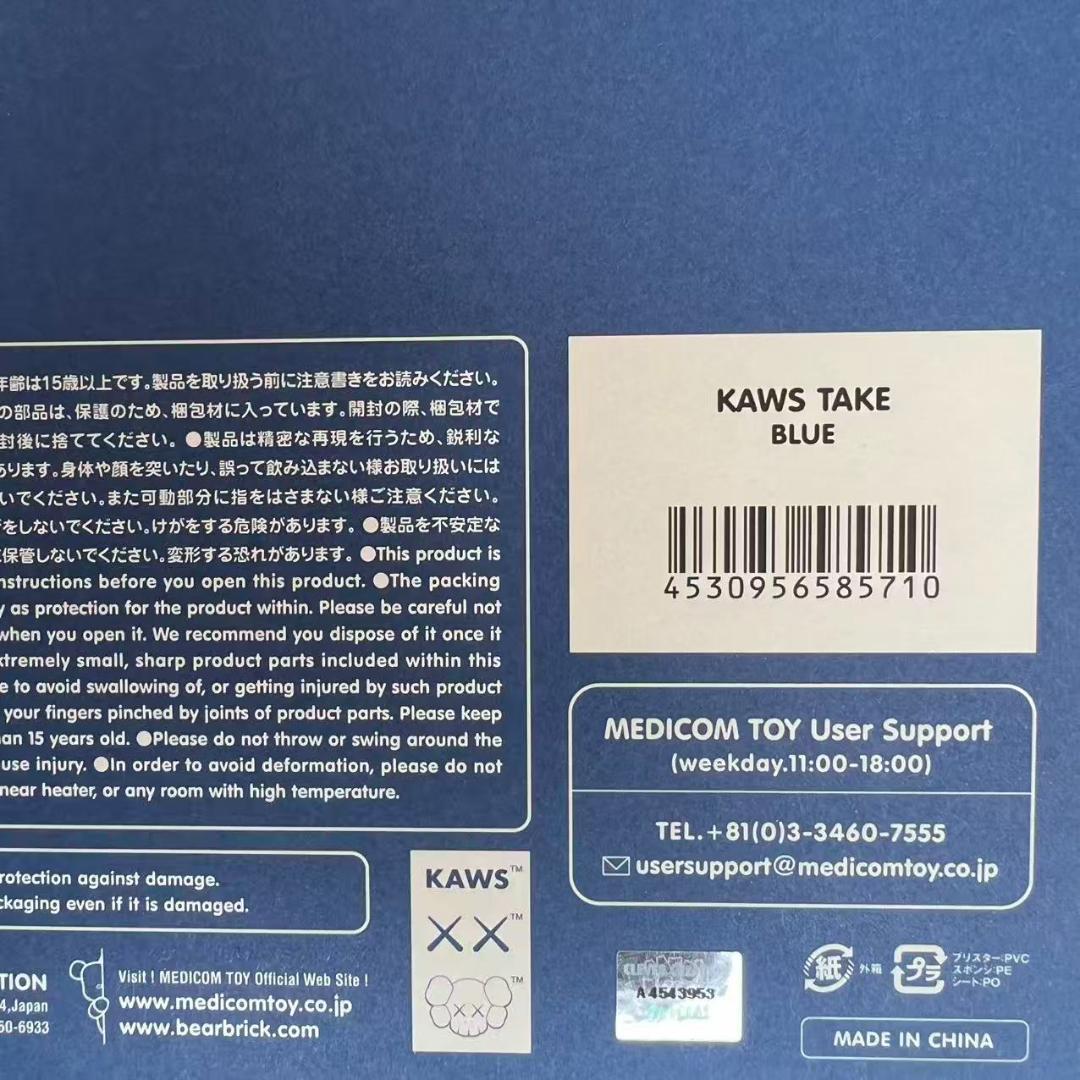 年齢は15歳以上です。製品を取り扱う前に注意書きをお読みください。
の部品は、保護のため、梱包材に入っています。開封の際、梱包材で
封後に捨ててください。 ●製品は精密な再現を行うため、鋭利な
あります。身体や顔を突いたり、誤って飲み込まない様お取り扱いには
いでください。また可動部分に指をはさまない様ご注意ください。
をしないでください。けがをする危険があります。 ●製品を不安定な
保管しないでください。変形する恐れがあります。 ●This product is
nstructions before you open this product. ●The packing
y as protection for the product within. Please be careful not
when you open it. We recommend you dispose of it once it
xtremely small, sharp product parts included within this
e to avoid swallowing of, or getting injured by such product
your fingers pinched by joints of product parts. Please keep
an 15 years old. ●Please do not throw or swing around the
use injury. ●In order to avoid deformation, please do not
near heater, or any room with high temperature.
KAWS TAKE
BLUE
4530956585710
MEDICOM TOY User Support
(weekday.11:00-18:00)
TEL.+81(0)3-3460-7555
usersupport@medicomtoy.co.jp
rotection against damage.
ckaging even if it is damaged.
KAWS™
XX™
™
TION
4,Japan
50-6933
Visit ! MEDICOM TOY Official Web Site !
www.medicomtoy.co.jp
www.bearbrick.com
A4543953
紙 外箱
プラ
ブリスター:PVC
スポンジ:PE
シート:PO
MADE IN CHINA